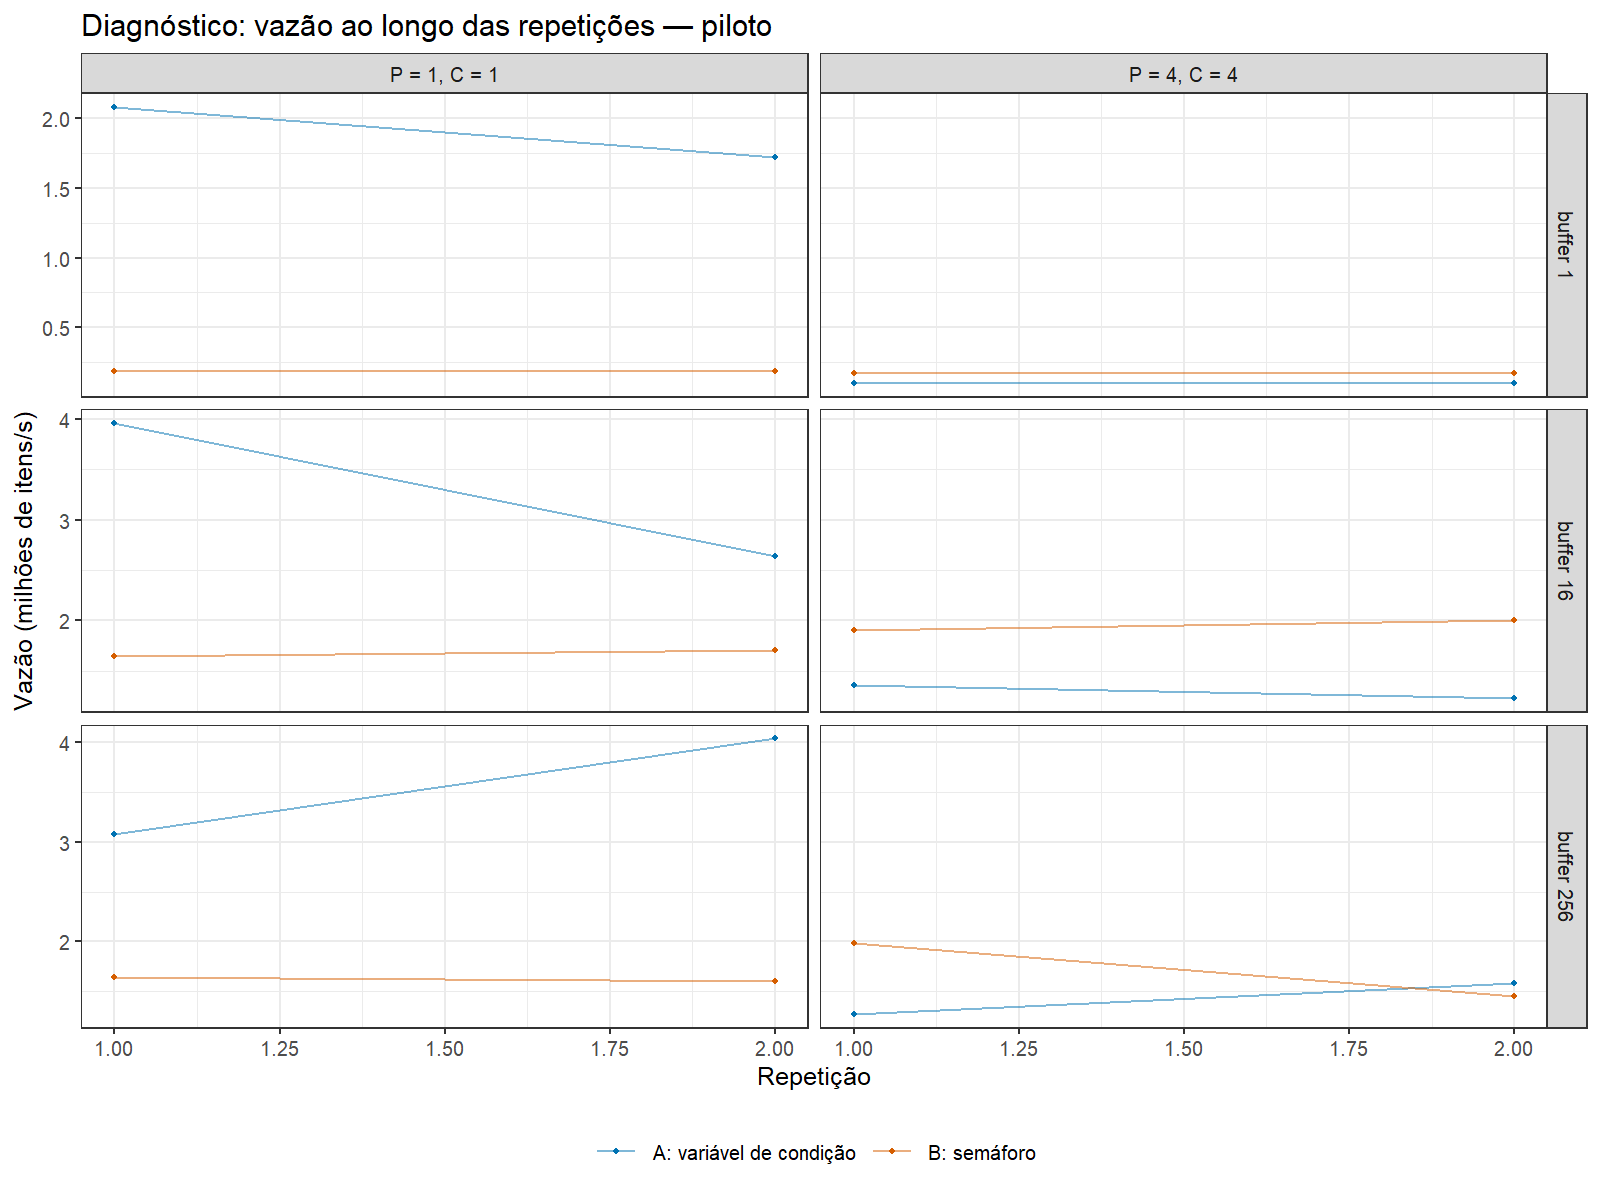 Diagnóstico: vazão ao longo das repetições — piloto
P = 1, C = 1
P = 4, C = 4
2.0
1.5
1.0
0.5
buffer 1
4
3
2
buffer 16
4
3
2
buffer 256
Vazão (milhões de itens/s)
1.00 1.25 1.50 1.75 2.00
1.00 1.25 1.50 1.75 2.00
Repetição
A: variável de condição
B: semáforo